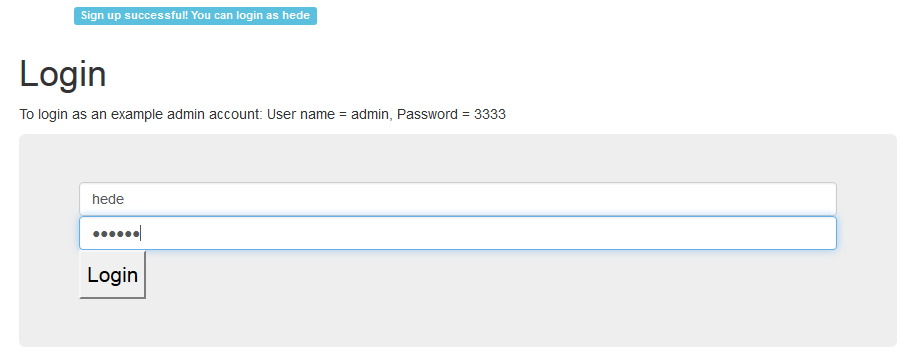 Sign up successful! You can login as hede
Login
To login as an example admin account: User name = admin, Password = 3333
hede
●●●●●●
Login